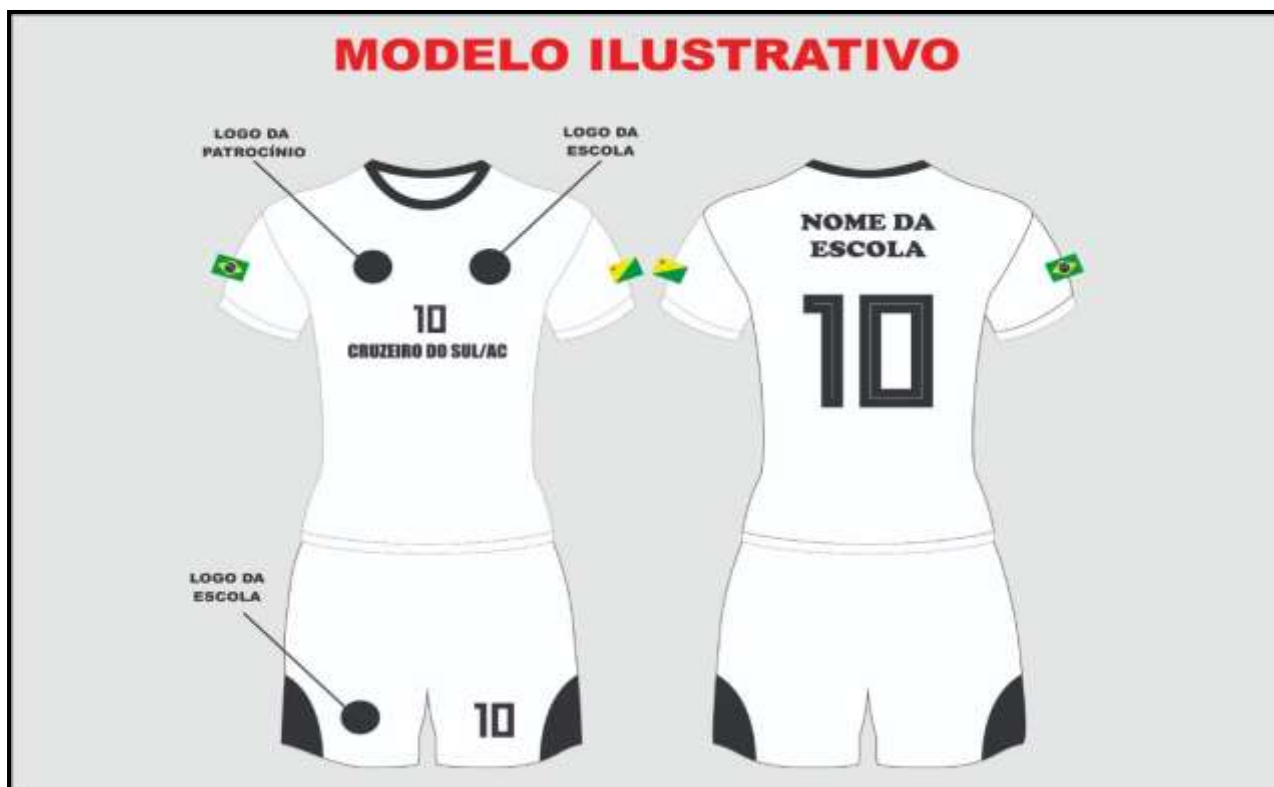 MODELO ILUSTRATIVO
LOGO DA
PATROCÍNIO
LOGO DA
ESCOLA
10
CRUZEIRO DO SUL/AC
NOME DA
ESCOLA
10
LOGO DA
ESCOLA
10